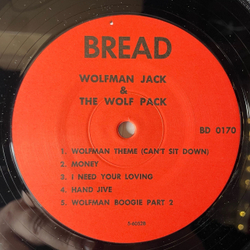 BREAD
WOLFMAN JACK
&
THE WOLF PACK
BD 0170
1. WOLFMAN THEME (CAN'T SIT DOWN)
2. MONEY
3. I NEED YOUR LOVING
4. HAND JIVE
5. WOLFMAN BOOGIE PART 2